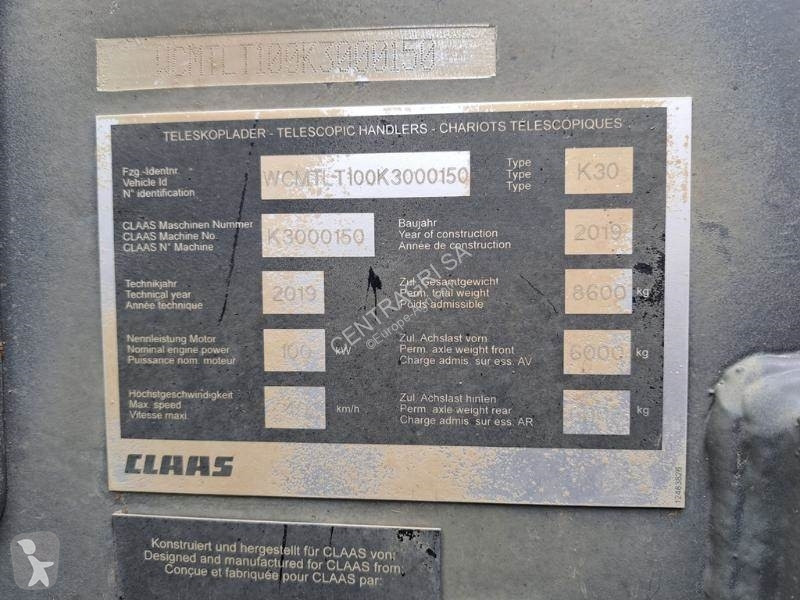 WCMTLT100K3000150
TELESKOPLADER - TELESCOPIC HANDLERS - CHARIOTS TÉLESCOPIQUES
Fzg.-Identnr.
Vehicle Id
N° identification
WCMTLT100K3000150
Type
Type
Type
K30
CLAAS Maschinen Nummer
CLAAS Machine No.
CLAAS N° Machine
K3000150
Baujahr
Year of construction
Année de construction
2019
Technikjahr
Technical year
Année technique
2019
Zul. Gesamtgewicht
Perm. total weight
Poids admissible
8600 kg
Nennleistung Motor
Nominal engine power
Puissance nom. moteur
100 kW
Zul. Achslast vorn
Perm. axle weight front
Charge admis. sur ess. AV
6000 kg
Höchstgeschwindigkeit
Max. speed
Vitesse maxi.
km/h
Zul. Achslast hinten
Perm. axle weight rear
Charge admis. sur ess. AR
kg
CLAAS
CENTRAGRI SA
Konstruiert und hergestellt für CLAAS von:
Designed and manufactured for CLAAS from:
Conçue et fabriquée pour CLAAS par: